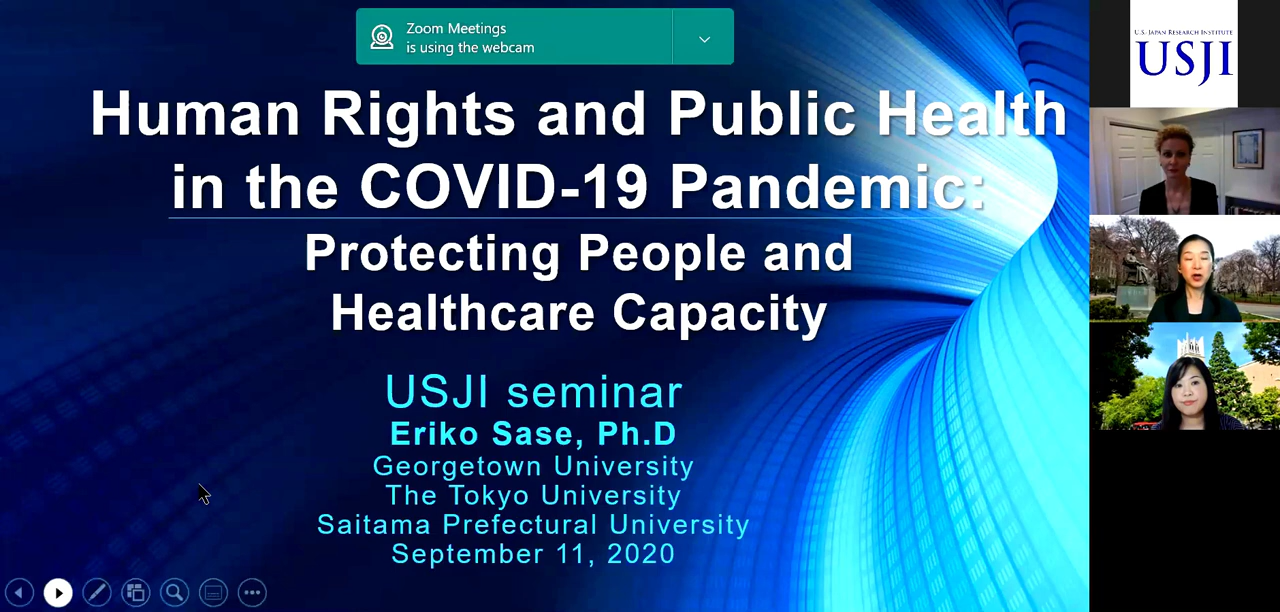 Zoom Meetings
is using the webcam
Human Rights and Public Health
in the COVID-19 Pandemic:
Protecting People and
Healthcare Capacity
USJI seminar
Eriko Sase, Ph.D
Georgetown University
The Tokyo University
Saitama Prefectural University
September 11, 2020
U.S. JAPAN RESEARCH INSTITUTE
USJI